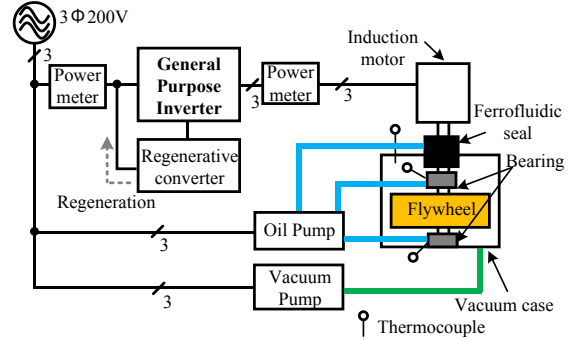 3Φ200V
3
Power
meter
General
Purpose
Inverter
3
Power
meter
3
Induction
motor
Regenerative
converter
Regeneration
Ferrofluidic
seal
Bearing
Flywheel
3
Oil Pump
3
Vacuum
Pump
Vacuum case
Thermocouple